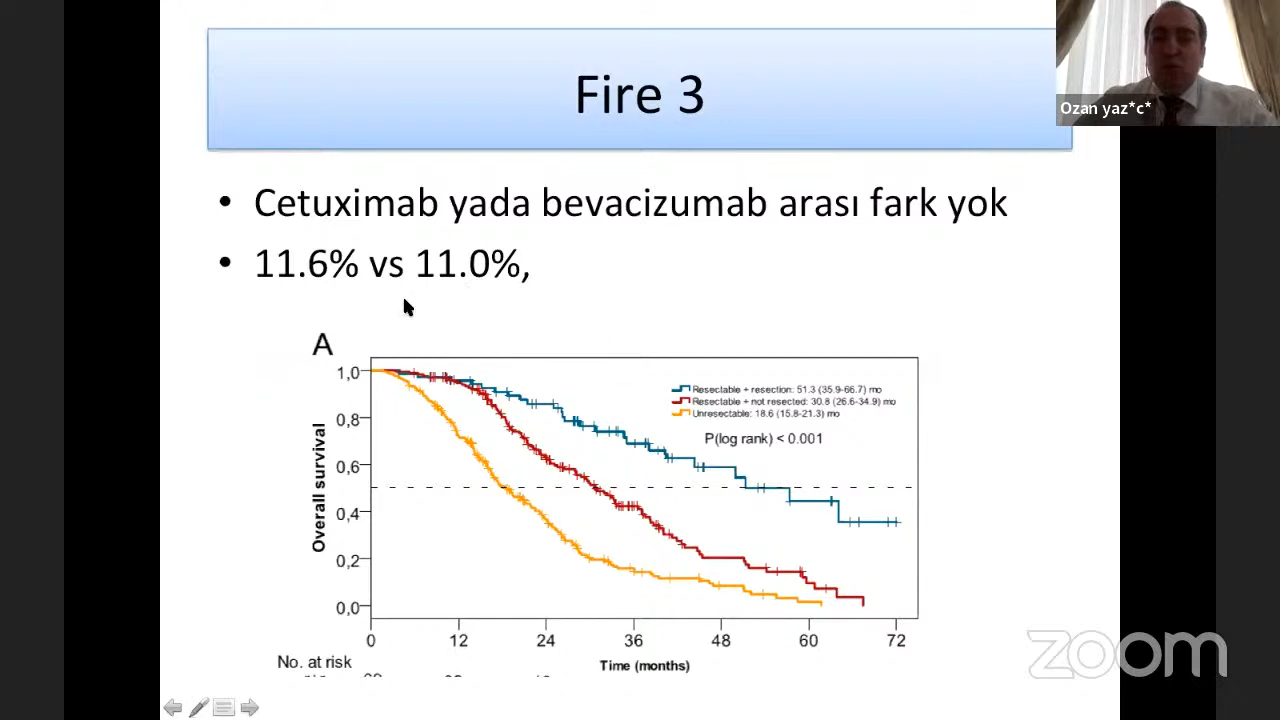 Fire 3
Ozan yaz*c*
• Cetuximab yada bevacizumab arası fark yok
• 11.6% vs 11.0%,
A
Resectable + resection: 51.3 (35.9-66.7) mo
Resectable + not resected: 30.8 (26.6-34.9) mo
Unresectable: 18.6 (15.8-21.3) mo
P(log rank) < 0.001
Overall survival
1,0
0,8
0,6
0,4
0,2
0,0
0 12 24 36 48 60 72
Time (months)
No. at risk
zoom